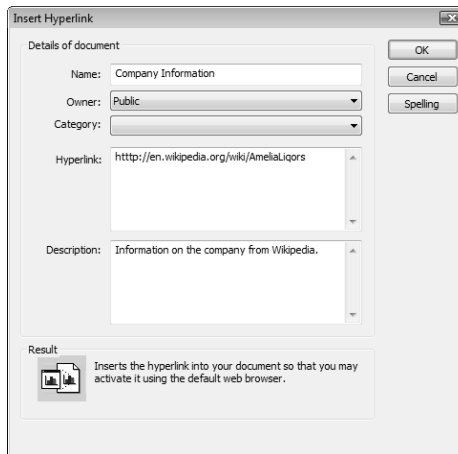 Insert Hyperlink
Details of document
Name: Company Information
Owner: Public
Category:
Hyperlink: htttp://en.wikipedia.org/wiki/AmeliaLiqors
Description: Information on the company from Wikipedia.
OK
Cancel
Spelling
Result
Inserts the hyperlink into your document so that you may
activate it using the default web browser.